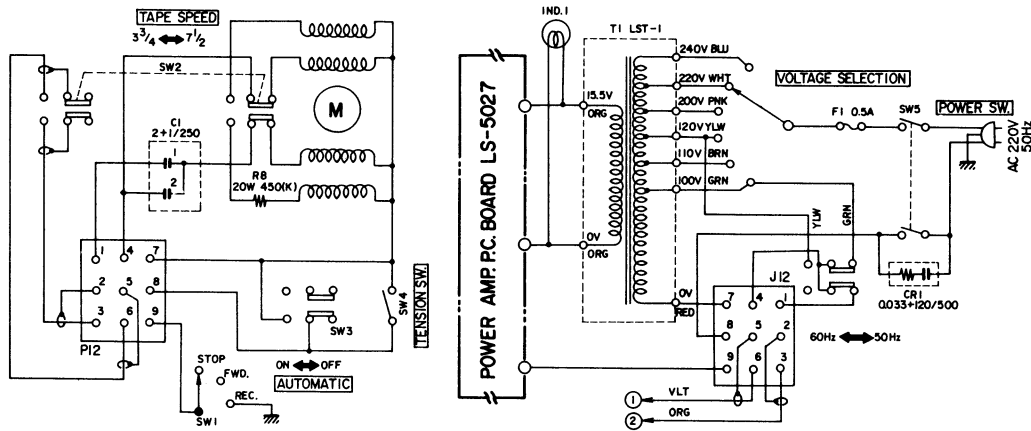 TAPE SPEED
3 3/4 ⬌ 7 1/2
SW2
C1
2+1/250
1
2
R8
20W 450(K)
M
1 4 7
2 5 8
3 6 9
P12
STOP
FWD.
REC.
SW1
SW3
ON ⬌ OFF
AUTOMATIC
SW4
TENSION SW.
POWER AMP. P.C. BOARD LS-5027
IND. 1
T1 LST-1
15.5V
ORG
0V
ORG
240V BLU
220V WHT
200V PNK
120V YLW
110V BRN
100V GRN
0V
RED
VOLTAGE SELECTION
F1 0.5A
SW5
POWER SW.
AC 220V
50Hz
YLW
GRN
CR1
0.033+120/500
J12
7 4 1
8 5 2
9 6 3
60Hz ⬌ 50Hz
1 VLT
2 ORG